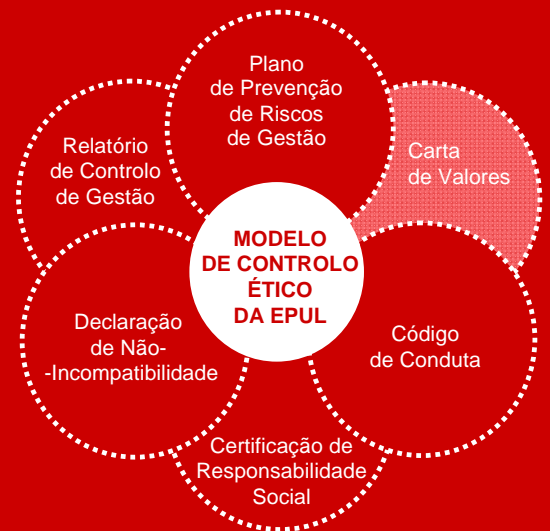 Plano
de Prevenção
de Riscos
de Gestão
Carta
de Valores
Relatório
de Controlo
de Gestão
MODELO
DE CONTROLO
ÉTICO
DA EPUL
Código
de Conduta
Declaração
de Não-
-Incompatibilidade
Certificação de
Responsabilidade
Social